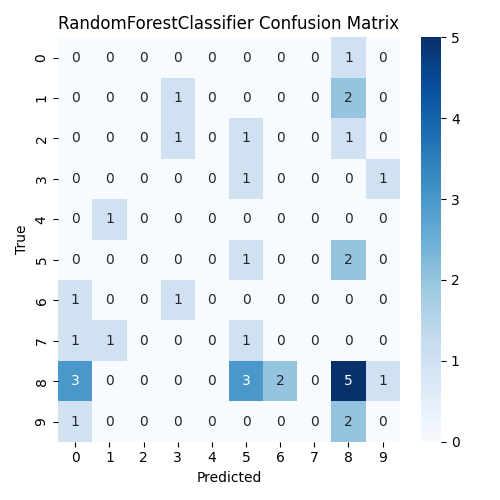 RandomForestClassifier Confusion Matrix
0 0 0 0 0 0 0 0 0 1 0
1 0 0 0 1 0 0 0 0 2 0
2 0 0 0 1 0 1 0 0 1 0
3 0 0 0 0 0 1 0 0 0 1
4 0 1 0 0 0 0 0 0 0 0
5 0 0 0 0 0 1 0 0 2 0
6 1 0 0 1 0 0 0 0 0 0
7 1 1 0 0 0 1 0 0 0 0
8 3 0 0 0 0 3 2 0 5 1
9 1 0 0 0 0 0 0 0 2 0
0 1 2 3 4 5 6 7 8 9
Predicted
True
5
4
3
2
1
0